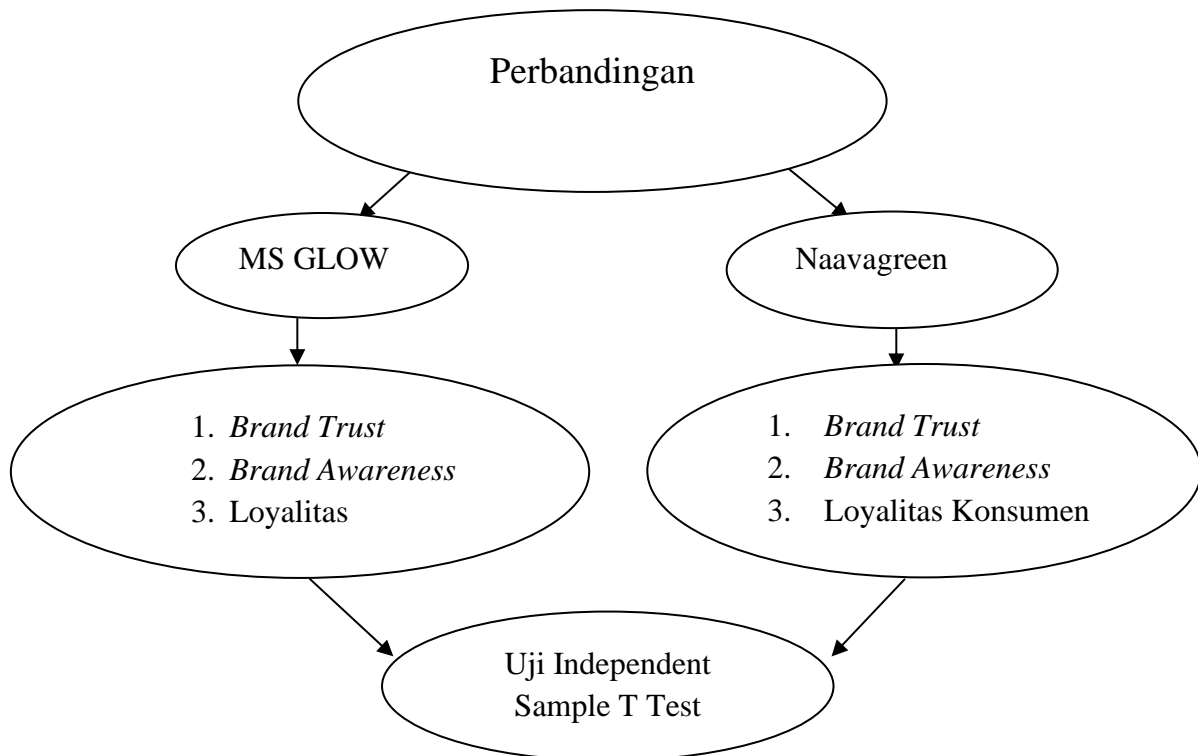 Perbandingan
MS GLOW
Naavagreen
1. Brand Trust
2. Brand Awareness
3. Loyalitas
1. Brand Trust
2. Brand Awareness
3. Loyalitas Konsumen
Uji Independent
Sample T Test